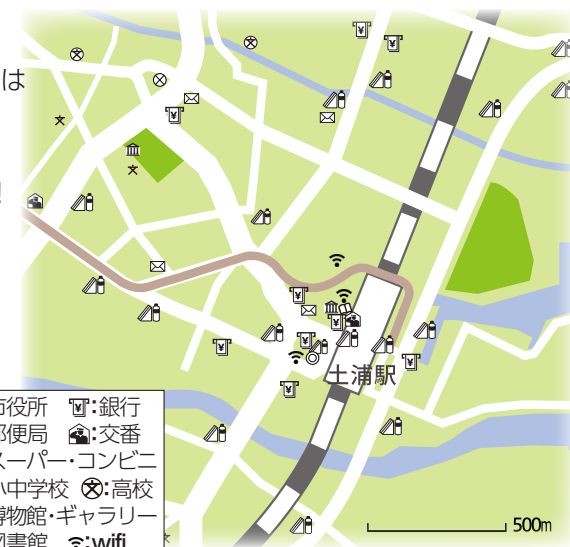 は
!
土浦駅
市役所 :銀行
郵便局 :交番
スーパー・コンビニ
小中学校 :高校
博物館・ギャラリー
図書館 :wifi
500m